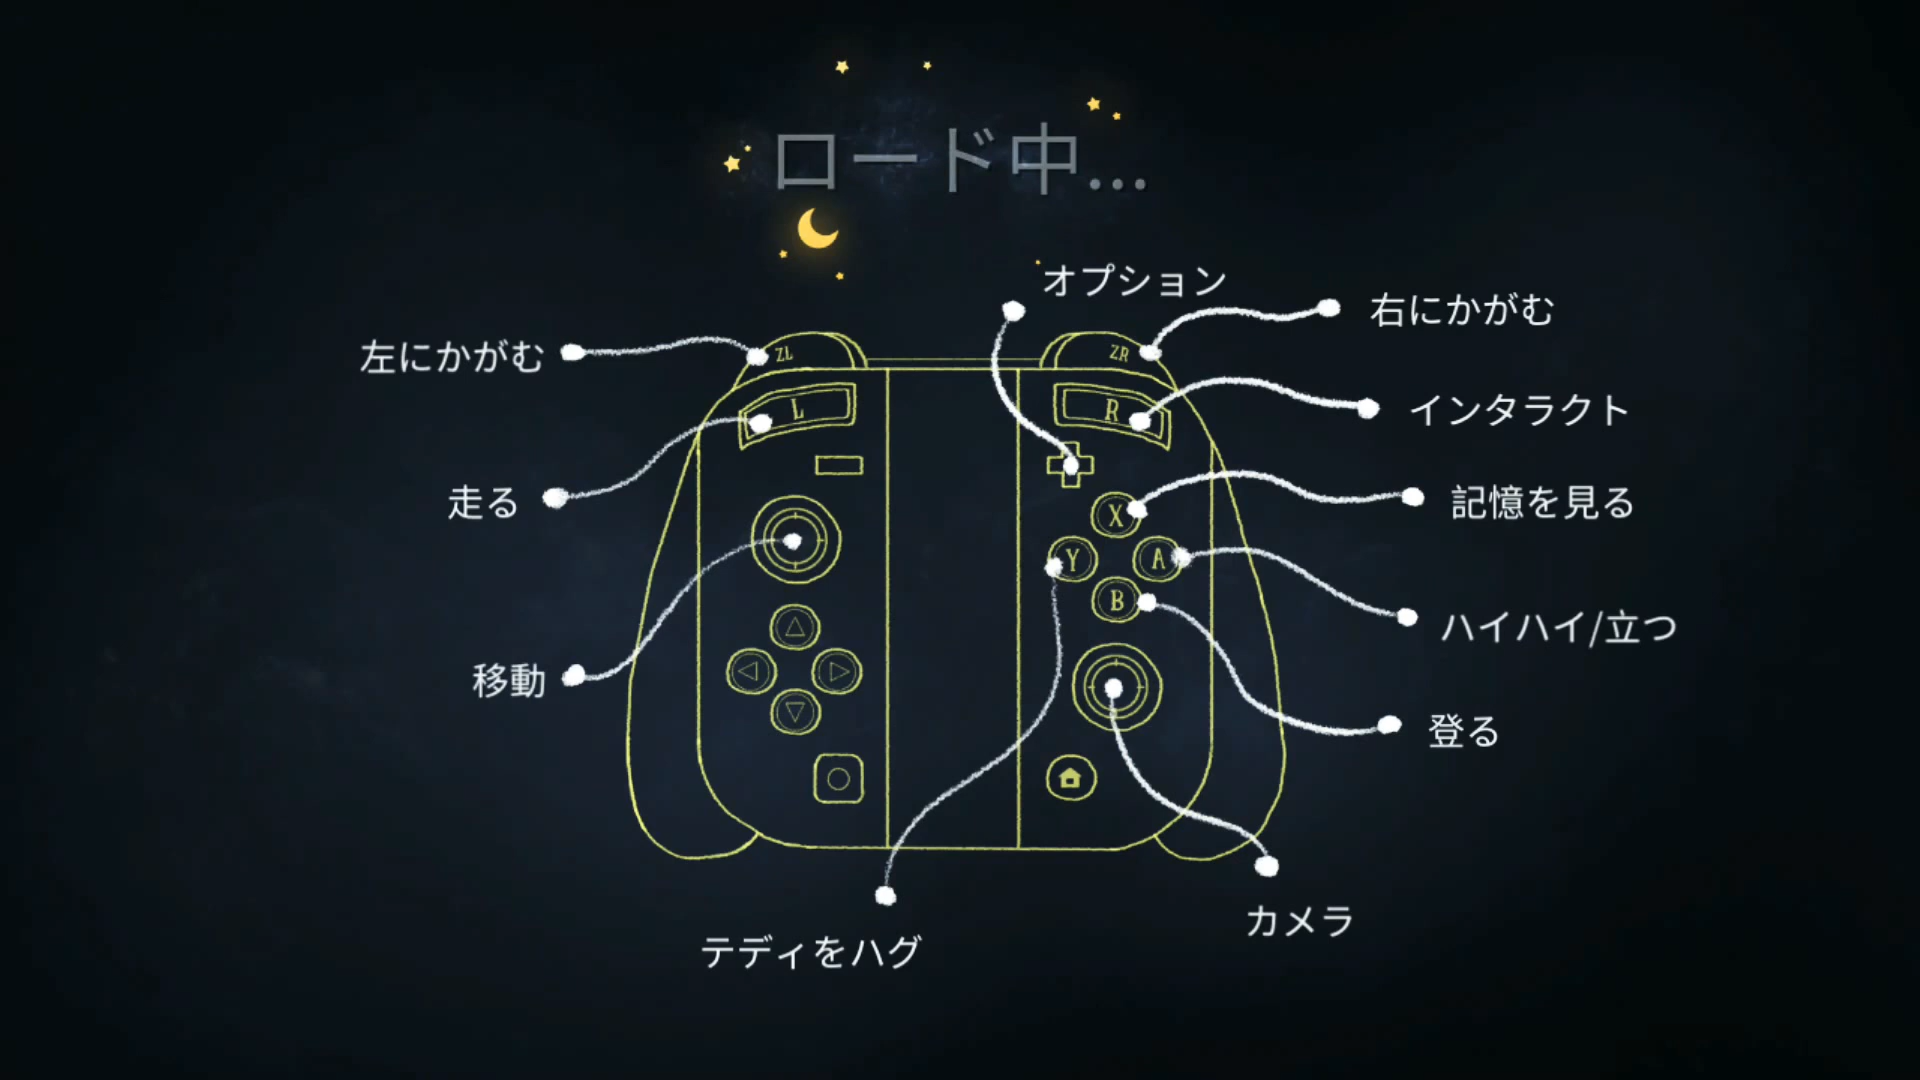 ロード中...
オプション
右にかがむ
左にかがむ
ZL
ZR
L
R
インタラクト
走る
X
記憶を見る
Y
A
B
ハイハイ/立つ
移動
登る
テディをハグ
カメラ